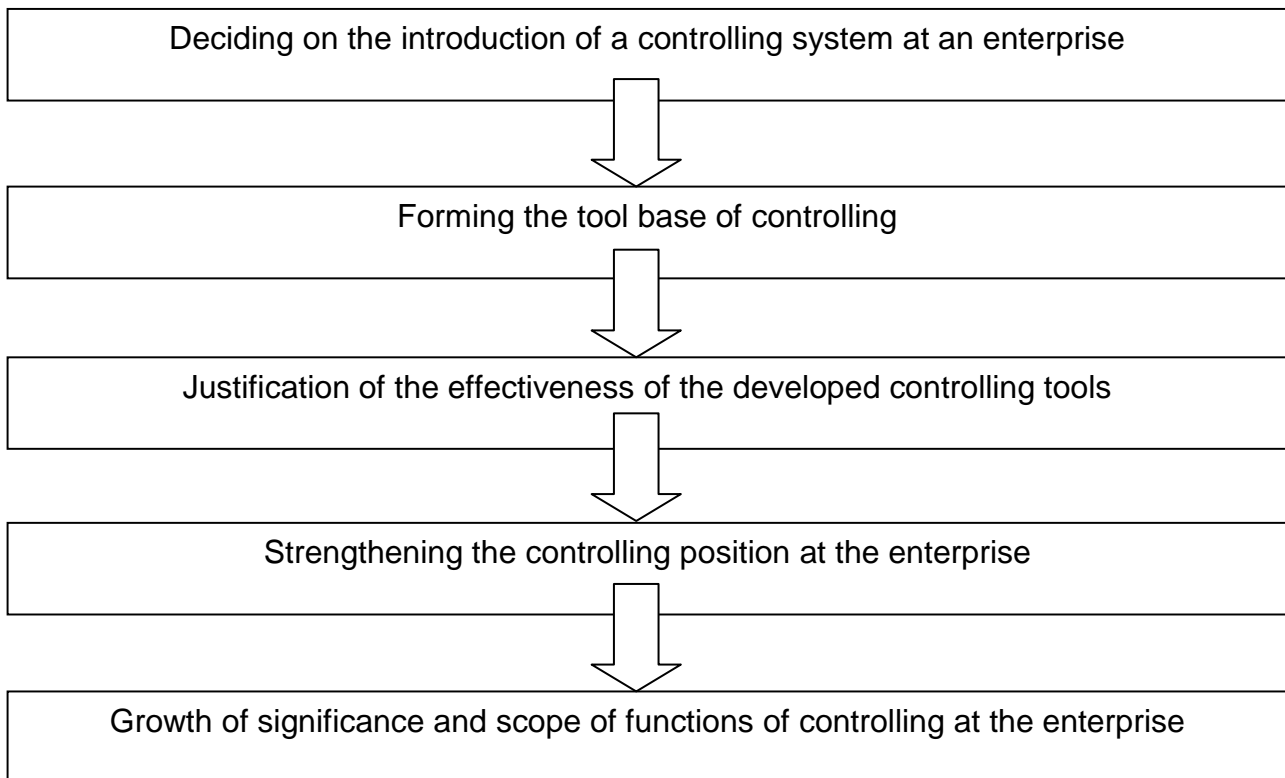 Deciding on the introduction of a controlling system at an enterprise
Forming the tool base of controlling
Justification of the effectiveness of the developed controlling tools
Strengthening the controlling position at the enterprise
Growth of significance and scope of functions of controlling at the enterprise